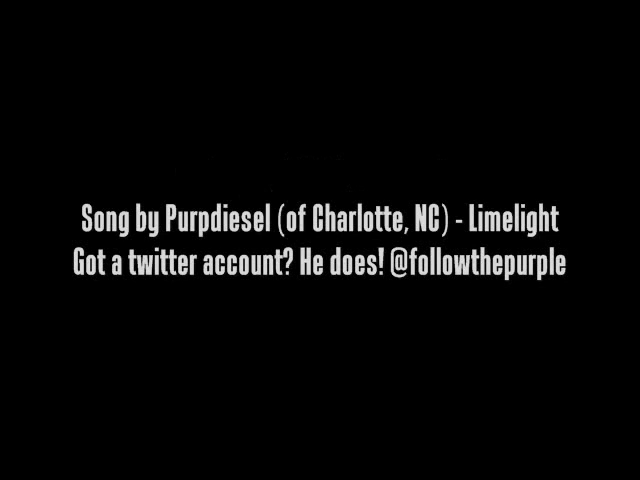 Song by Purpdiesel (of Charlotte, NC) - Limelight
Got a twitter account? He does! @followthepurple